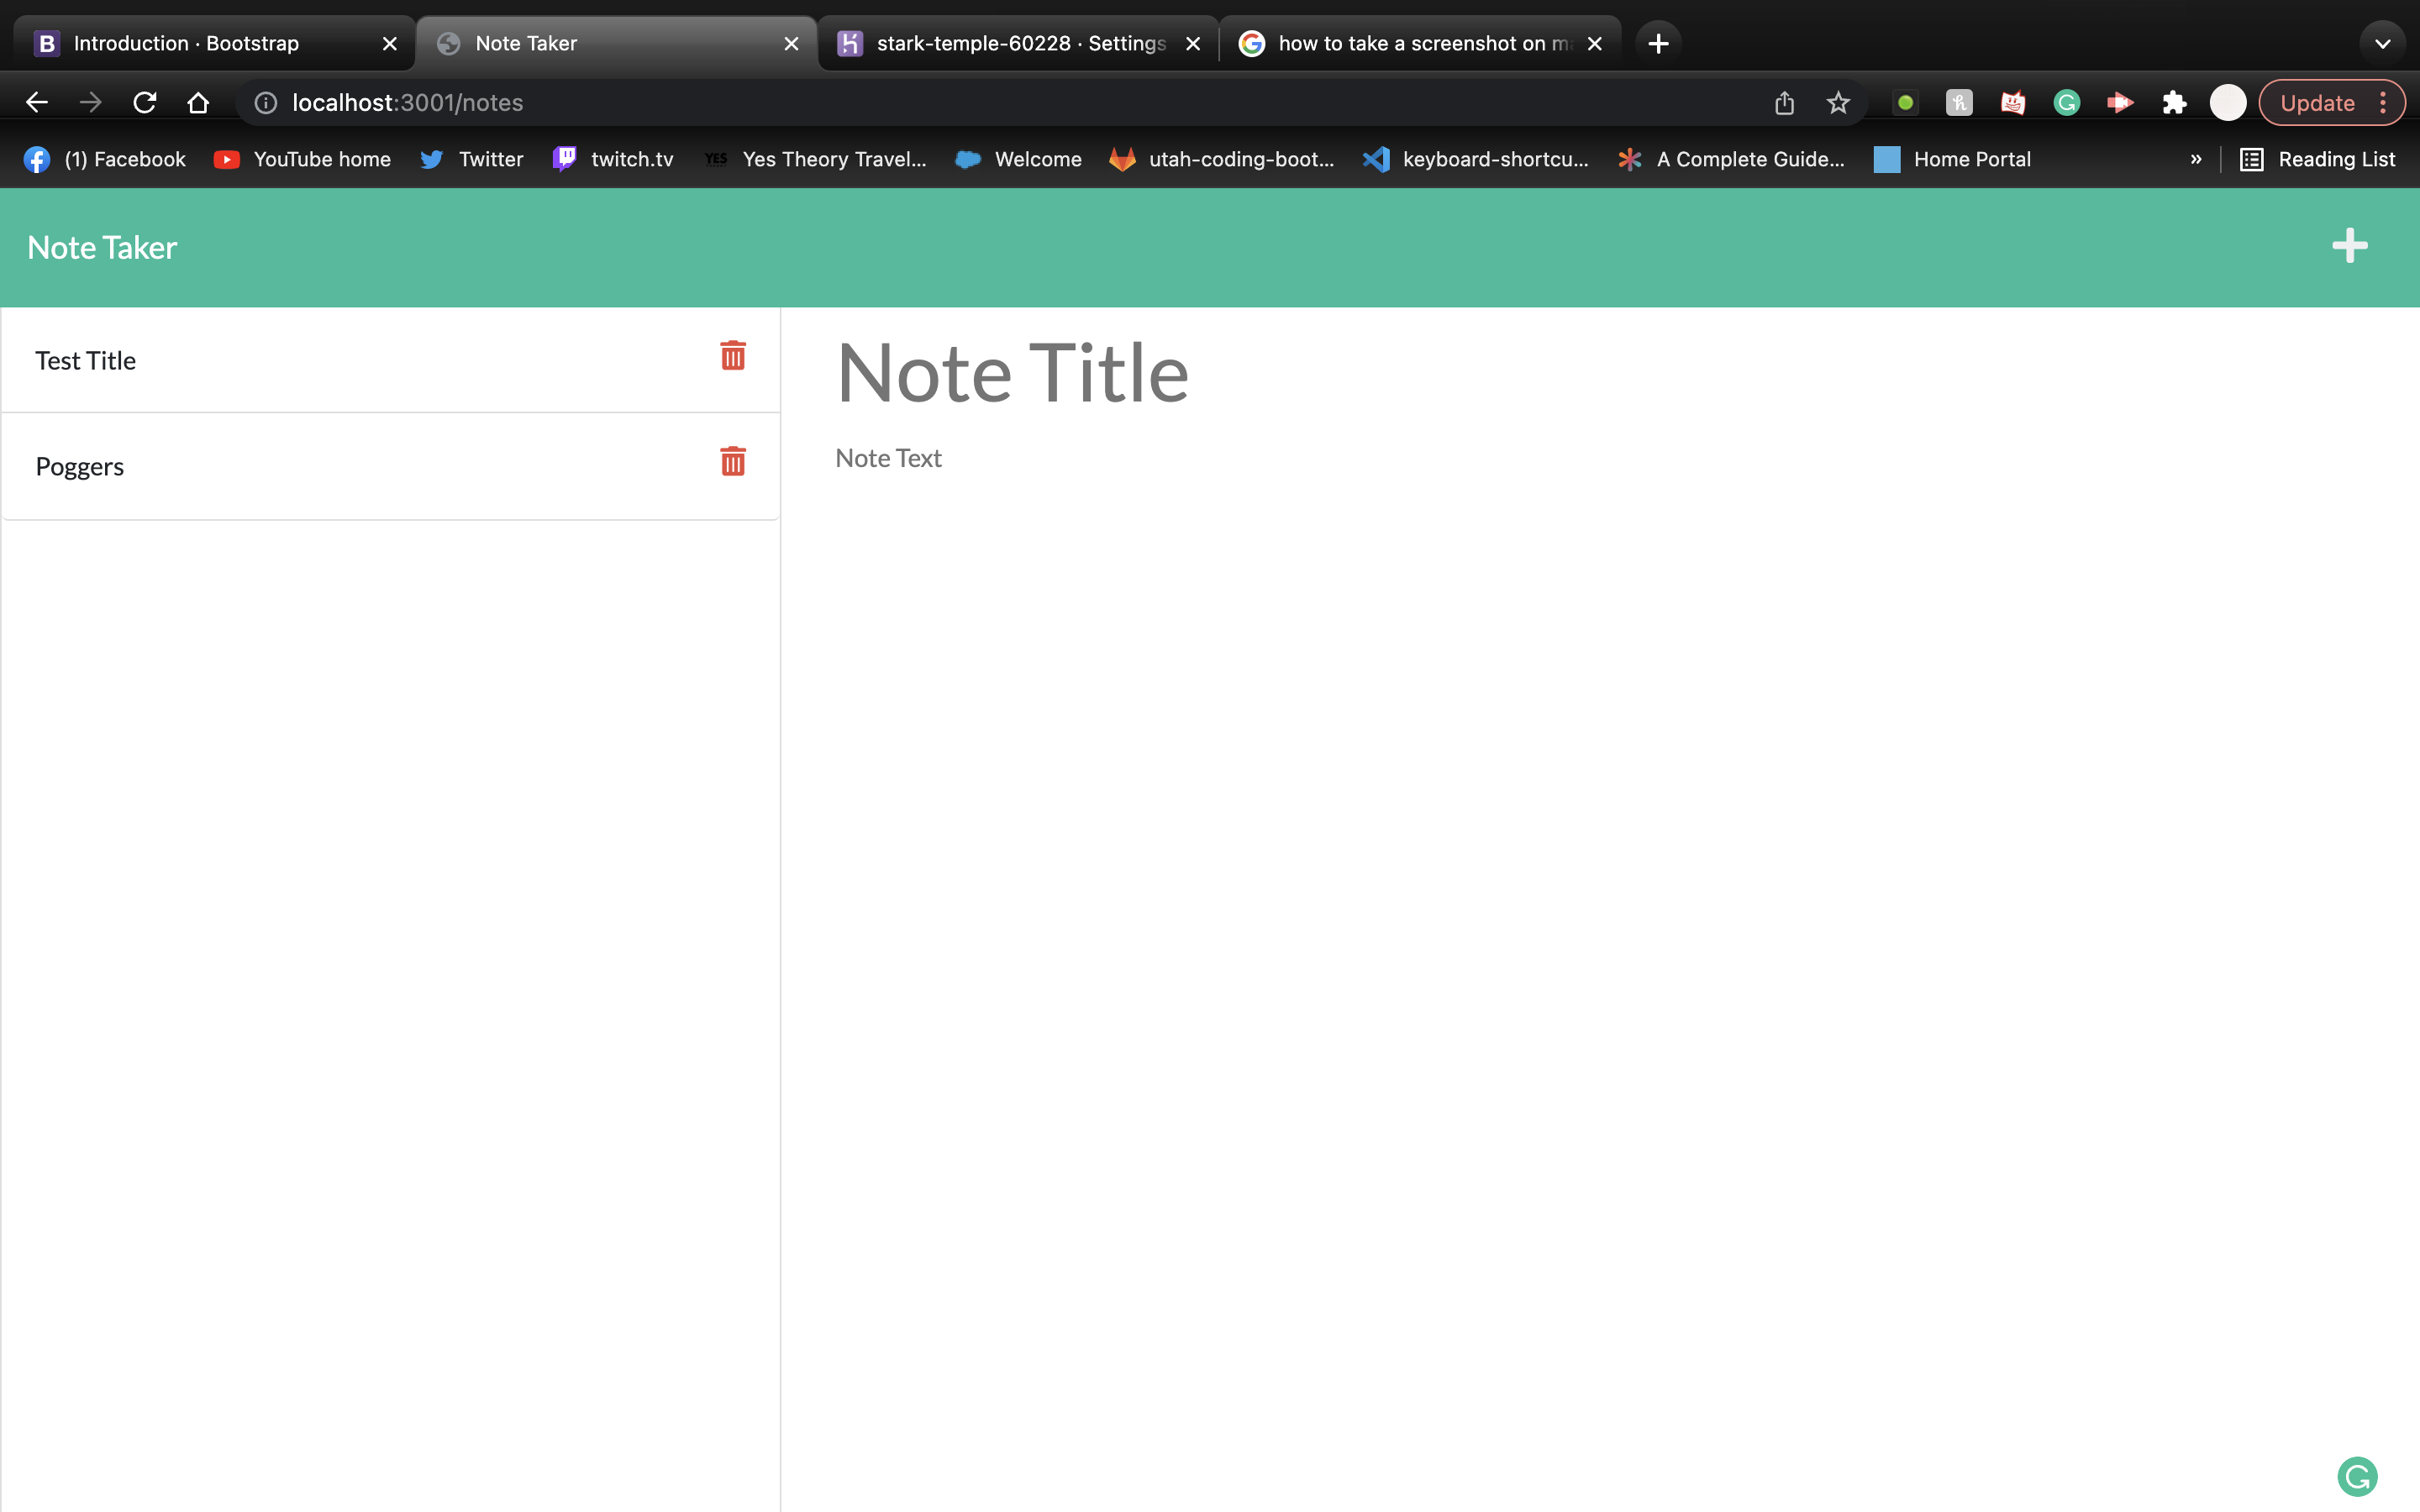 Introduction · Bootstrap
Note Taker
stark-temple-60228 · Settings
how to take a screenshot on m
localhost:3001/notes
Update
(1) Facebook
YouTube home
Twitter
twitch.tv
YES
Yes Theory Travel...
Welcome
utah-coding-boot...
keyboard-shortcu...
A Complete Guide...
Home Portal
»
Reading List
Note Taker
Test Title
Poggers
Note Title
Note Text